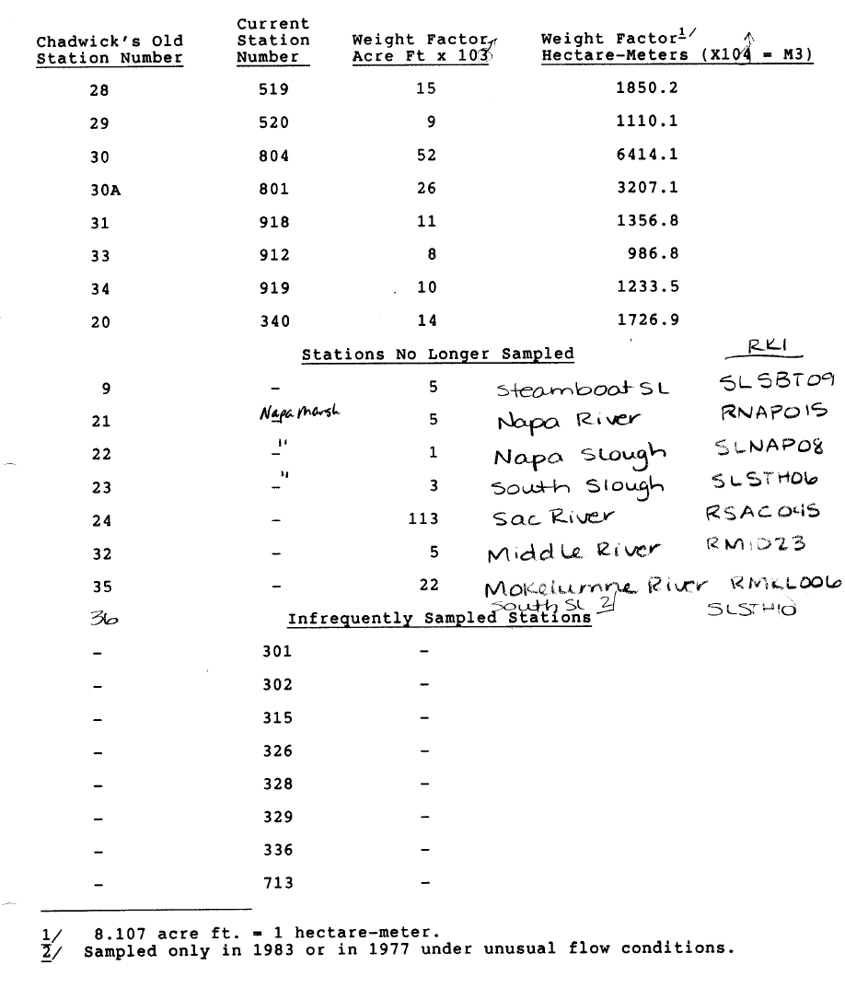 Chadwick's Old Station Number | Current Station Number | Weight Factor, Acre Ft x 10 3 | Weight Factor 1/ Hectare-Meters (X10 4 = M3)
28 519 15 1850.2
29 520 9 1110.1
30 804 52 6414.1
30A 801 26 3207.1
31 918 11 1356.8
33 912 8 986.8
34 919 10 1233.5
20 340 14 1726.9
Stations No Longer Sampled RKI
9 - 5 Steamboat SL SLSBT09
21 Napa Marsh - 5 Napa River RNAP015
22 " - 1 Napa Slough SLNAP08
23 " - 3 South Slough SLSTH06
24 - 113 Sac River RSAC045
32 - 5 Middle River RMID23
35 - 22 Mokelumne River RMKL006
36 South SL SLSTH10
Infrequently Sampled Stations 2/
- 301 -
- 302 -
- 315 -
- 326 -
- 328 -
- 329 -
- 336 -
- 713 -
1/ 8.107 acre ft. = 1 hectare-meter.
2/ Sampled only in 1983 or in 1977 under unusual flow conditions.